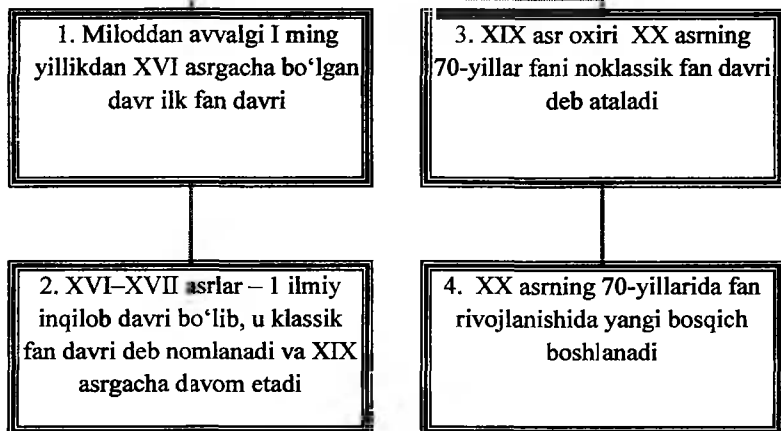 1. Miloddan avvalgi I ming
yillikdan XVI asrgacha bo‘lgan
davr ilk fan davri
2. XVI–XVII asrlar – 1 ilmiy
inqilob davri bo‘lib, u klassik
fan davri deb nomlanadi va XIX
asrgacha davom etadi
3. XIX asr oxiri XX asrning
70-yillar fani noklassik fan davri
deb ataladi
4. XX asrning 70-yillarida fan
rivojlanishida yangi bosqich
boshlanadi